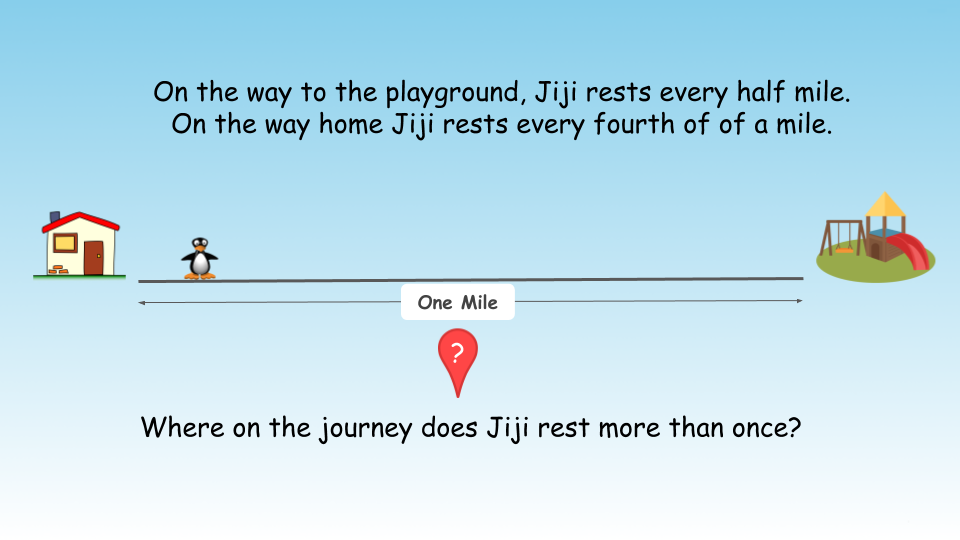 On the way to the playground, Jiji rests every half mile.
On the way home Jiji rests every fourth of of a mile.
One Mile
?
Where on the journey does Jiji rest more than once?